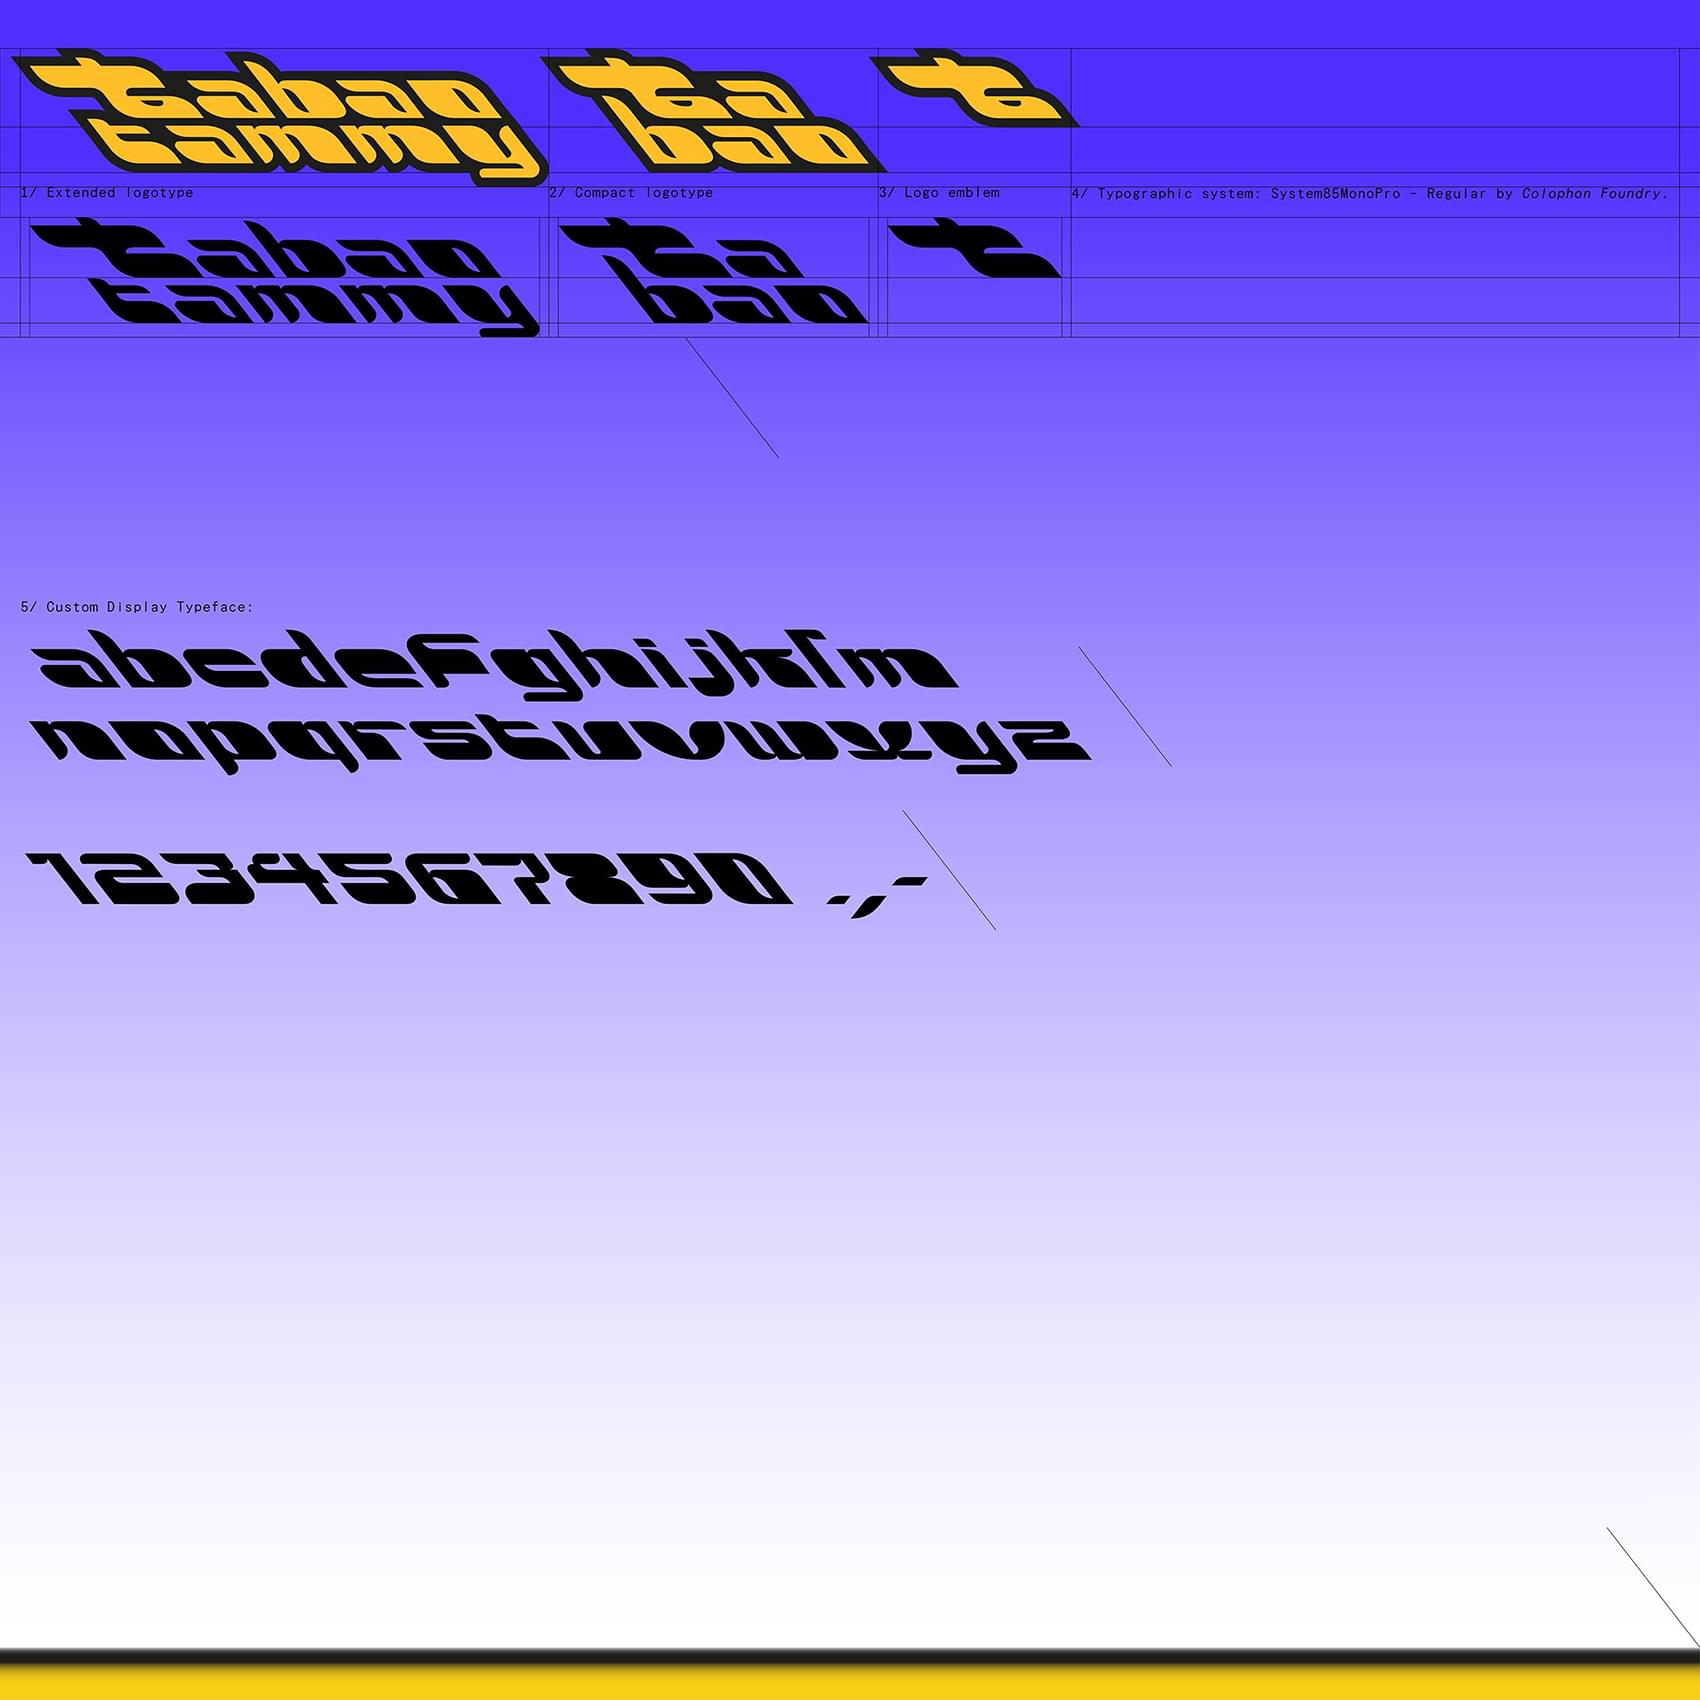 tabao
tammy
ta
bao
t
1/ Extended logotype
2/ Compact logotype
3/ Logo emblem
4/ Typographic system: System85MonoPro – Regular by Colophon Foundry.
tabao
tammy
ta
bao
t
5/ Custom Display Typeface:
abcdefghijklm
nopqrstuvwxyz
1234567890 .,-